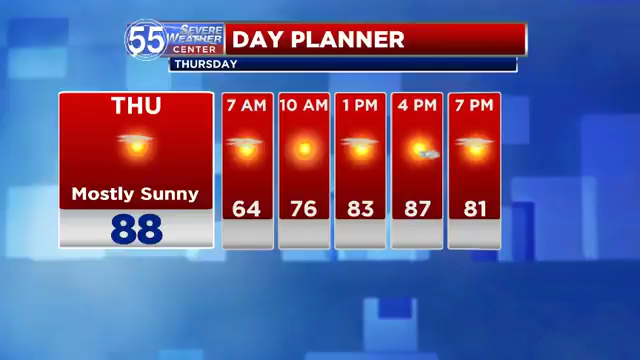 55 SEVERE WEATHER CENTER
DAY PLANNER
THURSDAY
THU
7 AM 10 AM 1 PM 4 PM 7 PM
Mostly Sunny
88
64 76 83 87 81